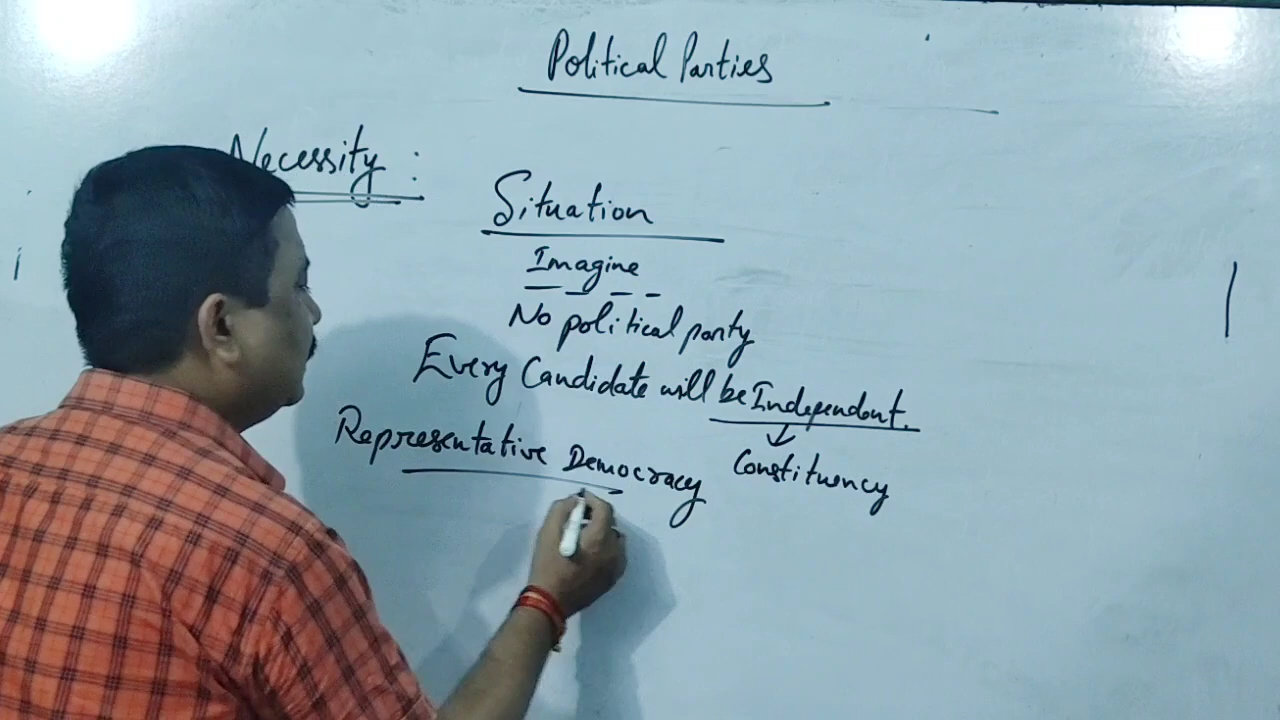 Political Parties
Necessity :
Situation
Imagine
No political party
Every Candidate will be Independent.
Representative Democracy
Constituency